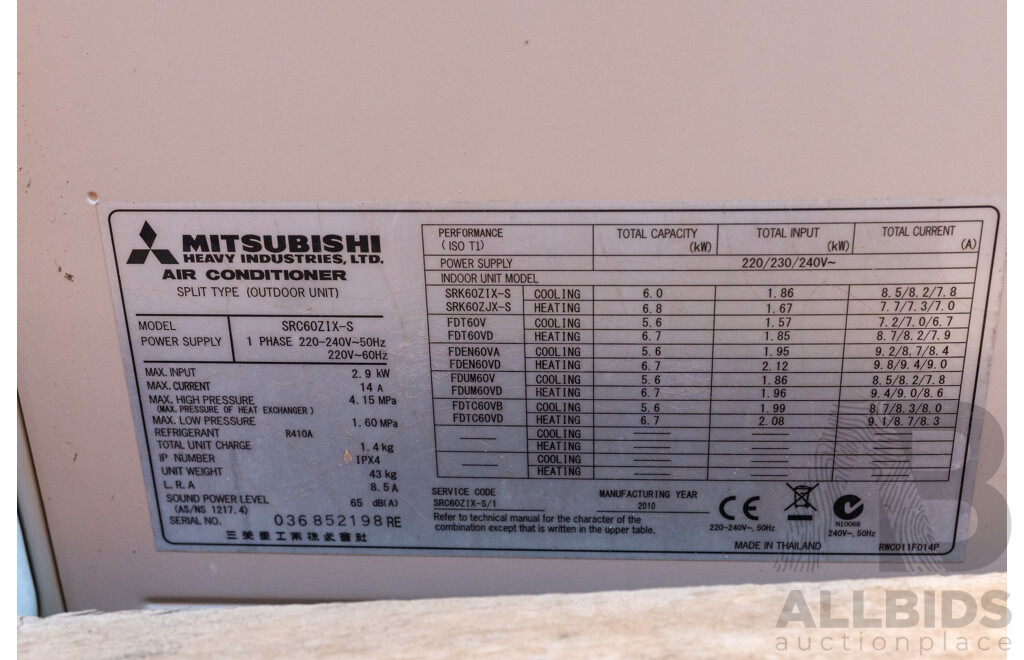 MITSUBISHI
HEAVY INDUSTRIES, LTD.
AIR CONDITIONER
SPLIT TYPE (OUTDOOR UNIT)
MODEL SRC60ZIX-S
POWER SUPPLY 1 PHASE 220-240V~50Hz
220V~60Hz
MAX. INPUT 2.9 kW
MAX. CURRENT 14 A
MAX. HIGH PRESSURE 4.15 MPa
(MAX. PRESSURE OF HEAT EXCHANGER)
MAX. LOW PRESSURE 1.60 MPa
REFRIGERANT R410A
TOTAL UNIT CHARGE 1.4 kg
IP NUMBER IPX4
UNIT WEIGHT 43 kg
L.R.A 8.5 A
SOUND POWER LEVEL 65 dB(A)
(AS/NS 1217.4)
SERIAL NO. 036852198RE
三菱重工業株式会社
PERFORMANCE TOTAL CAPACITY TOTAL INPUT TOTAL CURRENT
(ISO T1) (kW) (kW) (A)
POWER SUPPLY 220/230/240V~
INDOOR UNIT MODEL
SRK60ZIX-S COOLING 6.0 1.86 8.5/8.2/7.8
SRK60ZJX-S HEATING 6.8 1.67 7.7/7.3/7.0
FDT60V COOLING 5.6 1.57 7.2/7.0/6.7
FDT60VD HEATING 6.7 1.85 8.7/8.2/7.9
FDEN60VA COOLING 5.6 1.95 9.2/8.7/8.4
FDEN60VD HEATING 6.7 2.12 9.8/9.4/9.0
FDUM60V COOLING 5.6 1.86 8.5/8.2/7.8
FDUM60VD HEATING 6.7 1.96 9.4/9.0/8.6
FDTC60VB COOLING 5.6 1.99 8.7/8.3/8.0
FDTC60VD HEATING 6.7 2.08 9.1/8.7/8.3
COOLING
HEATING
COOLING
HEATING
SERVICE CODE MANUFACTURING YEAR
SRC60ZIX-S/1 2010
Refer to technical manual for the character of the
combination except that is written in the upper table.
CE
220-240V~, 50Hz
N10068
240V~, 50Hz
MADE IN THAILAND RWC011F014P
AB
ALLBIDS
auctionplace